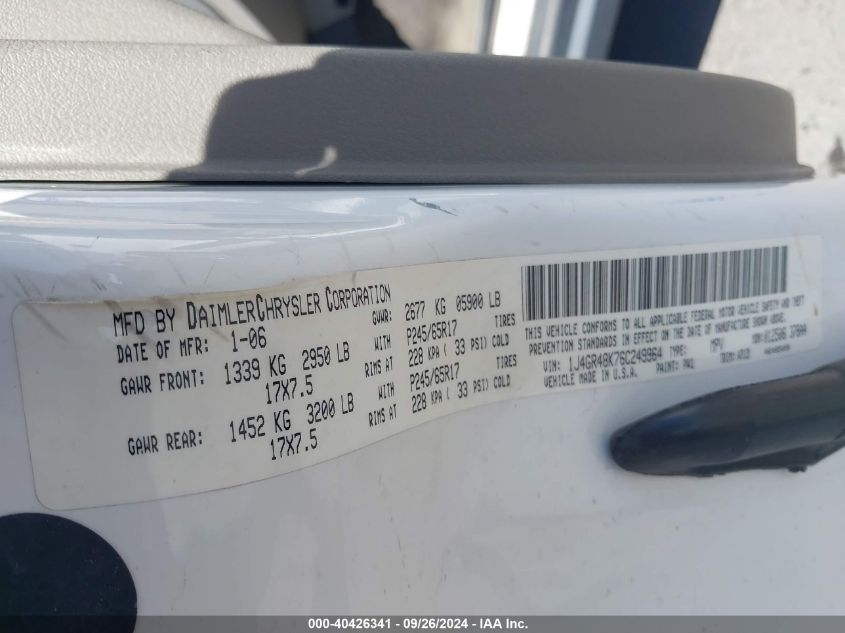 MFD BY DAIMLERCHRYSLER CORPORATION
DATE OF MFR: 1-06 GVWR: 2677 KG 05900 LB
GAWR FRONT: 1339 KG 2950 LB WITH P245/65R17 TIRES
17X7.5 RIMS AT 228 KPA ( 33 PSI) COLD
GAWR REAR: 1452 KG 3200 LB WITH P245/65R17 TIRES
17X7.5 RIMS AT 228 KPA ( 33 PSI) COLD
THIS VEHICLE CONFORMS TO ALL APPLICABLE FEDERAL MOTOR VEHICLE SAFETY AND THEFT
PREVENTION STANDARDS IN EFFECT ON THE DATE OF MANUFACTURE SHOWN ABOVE.
VIN: 1J4GR48K76C249964 TYPE: MPV MDH: 012506
VEHICLE MADE IN U.S.A. PAINT: PW1 TRIM:
000-40426341 - 09/26/2024 - IAA Inc.